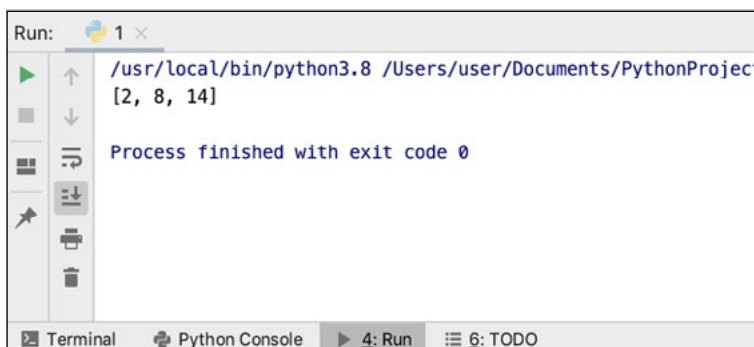 Run: 1
/usr/local/bin/python3.8 /Users/user/Documents/PythonProjec
[2, 8, 14]
Process finished with exit code 0
Terminal Python Console 4: Run 6: TODO